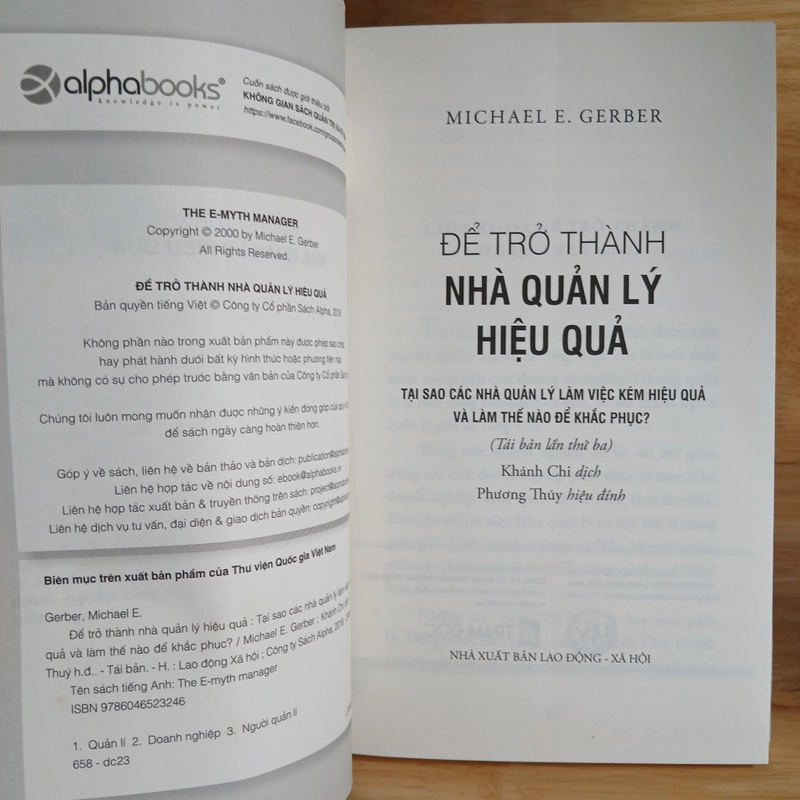 alphabooks®
knowledge is power
Cuốn sách được giới thiệu bởi
KHÔNG GIAN SÁCH QUẢN TRỊ
https://www.facebook.com/groups
THE E-MYTH MANAGER
Copyright © 2000 by Michael E. Gerber
All Rights Reserved.
ĐỂ TRỞ THÀNH NHÀ QUẢN LÝ HIỆU QUẢ
Bản quyền tiếng Việt © Công ty Cổ phần Sách Alpha,
Không phần nào trong xuất bản phẩm này được phép sao
hay phát hành dưới bất kỳ hình thức hoặc phương tiện
mà không có sự cho phép trước bằng văn bản của Công ty Cổ phần
Chúng tôi luôn mong muốn nhận được những ý kiến đóng góp của
để sách ngày càng hoàn thiện hơn.
Góp ý về sách, liên hệ về bản thảo và bản dịch:
Liên hệ hợp tác về nội dung số: ebook@alphabooks.vn
Liên hệ hợp tác xuất bản & truyền thông trên sách:
Liên hệ dịch vụ tư vấn, đại diện & giao dịch bản quyền:
Biên mục trên xuất bản phẩm của Thư viện Quốc gia Việt Nam
Gerber, Michael E.
Để trở thành nhà quản lý hiệu quả : Tại sao các nhà quản lý làm
quả và làm thế nào để khắc phục? / Michael E. Gerber ; Khánh Chi
Thuý h.đ.. - Tái bản. - H. : Lao động Xã hội ; Công ty Sách Alpha,
Tên sách tiếng Anh: The E-myth manager
ISBN 9786046523246
1. Quản lí 2. Doanh nghiệp 3. Người quản lí
658 - dc23
MICHAEL E. GERBER
ĐỂ TRỞ THÀNH
NHÀ QUẢN LÝ
HIỆU QUẢ
TẠI SAO CÁC NHÀ QUẢN LÝ LÀM VIỆC KÉM HIỆU QUẢ
VÀ LÀM THẾ NÀO ĐỂ KHẮC PHỤC?
(Tái bản lần thứ ba)
Khánh Chi dịch
Phương Thúy hiệu đính
NHÀ XUẤT BẢN LAO ĐỘNG - XÃ HỘI